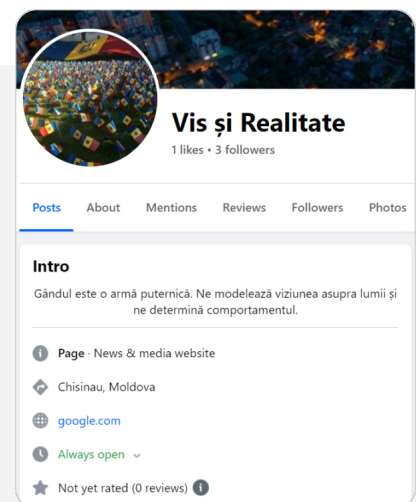 Vis și Realitate
1 likes • 3 followers
Posts About Mentions Reviews Followers Photos
Intro
Gândul este o armă puternică. Ne modelează viziunea asupra lumii și
ne determină comportamentul.
Page · News & media website
Chisinau, Moldova
google.com
Always open
Not yet rated (0 reviews)